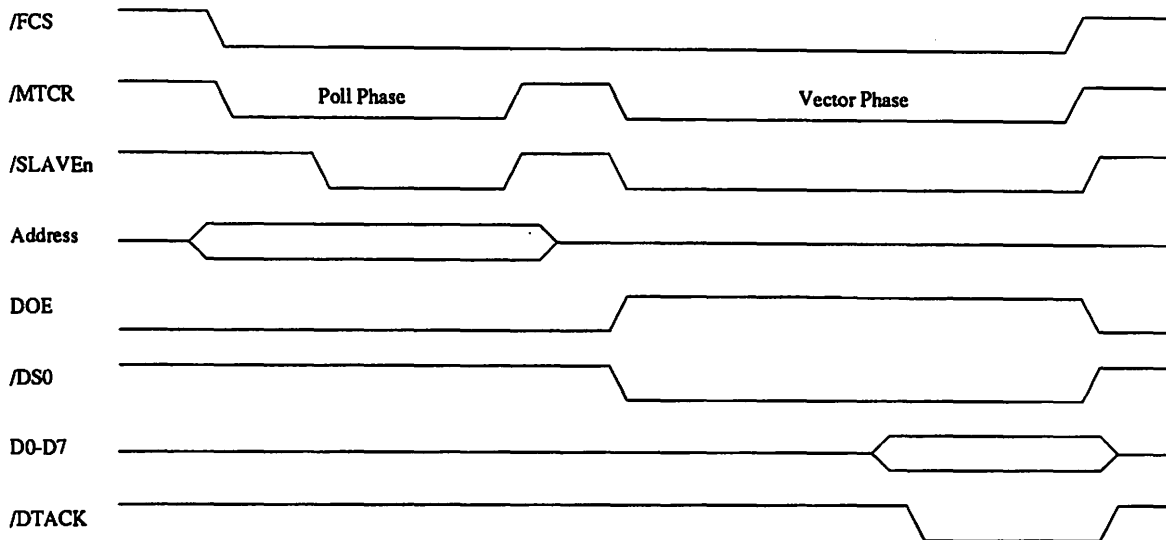 /FCS
/MTCR
Poll Phase
Vector Phase
/SLAVEn
Address
DOE
/DS0
D0-D7
/DTACK